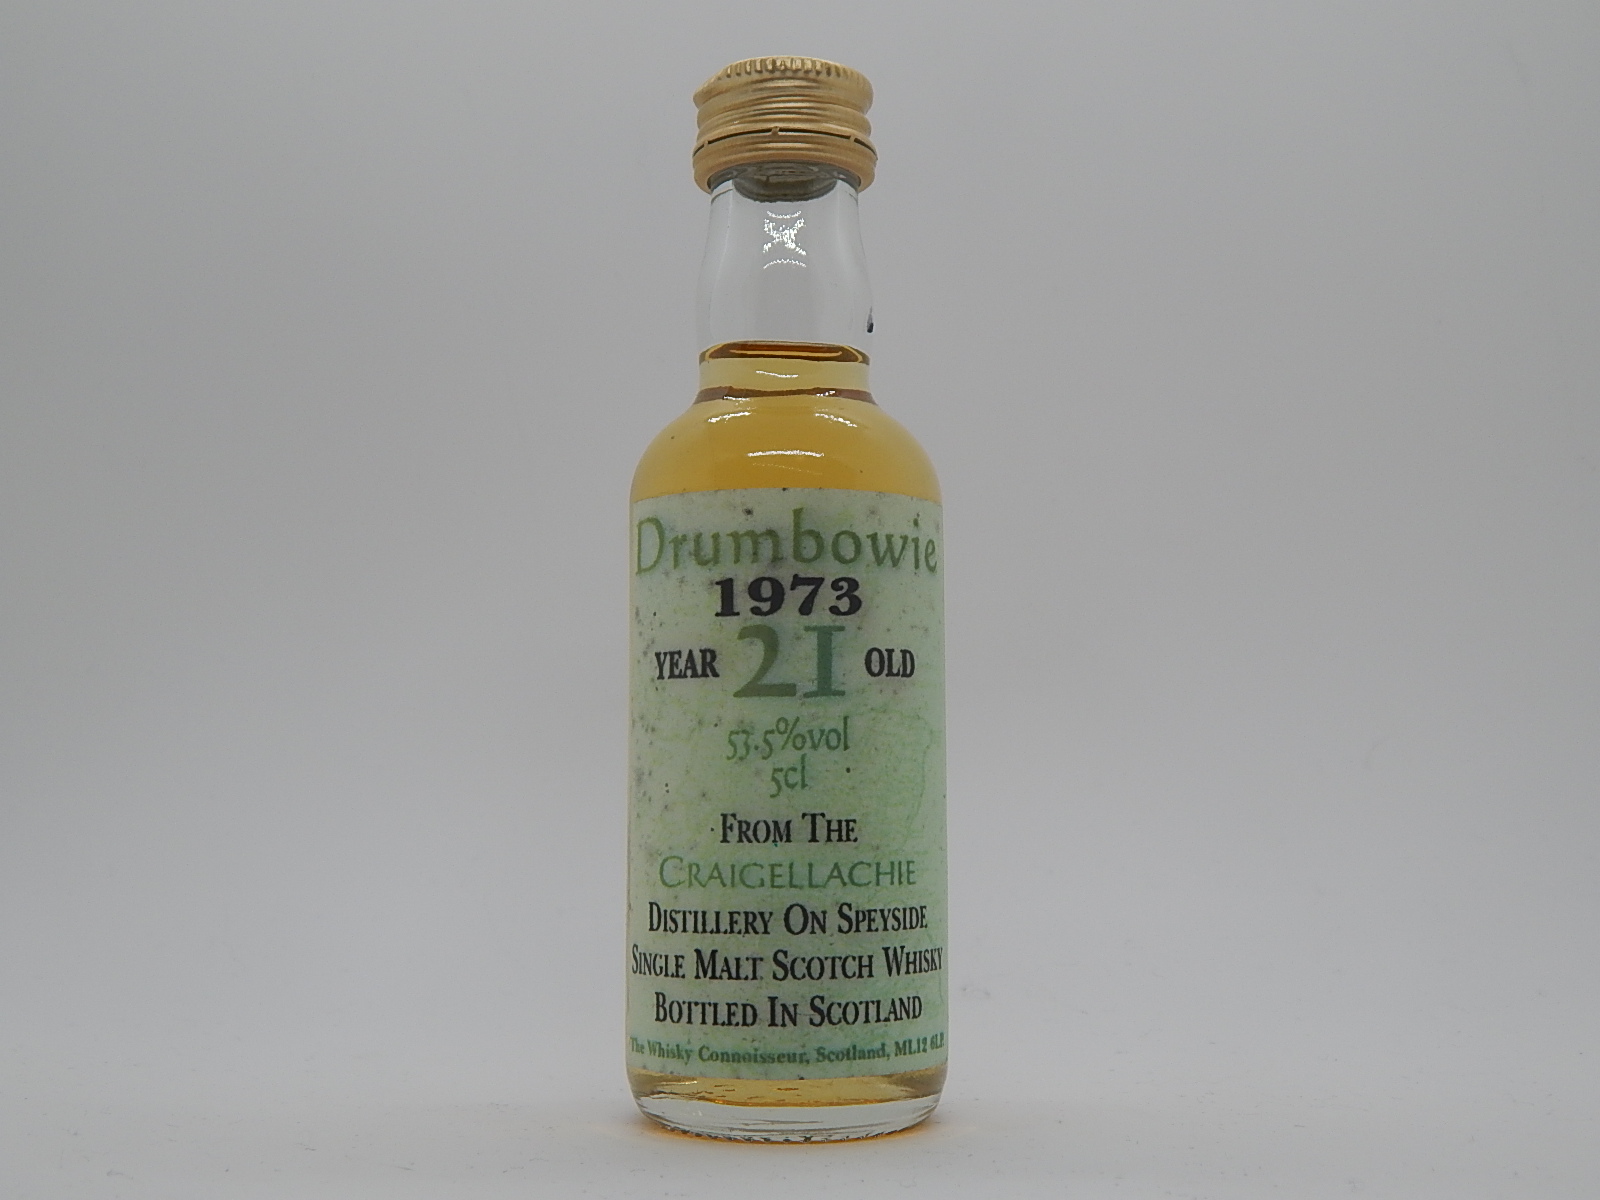 Drumbowie
1973
YEAR 21 OLD
53.5%vol
5cl
FROM THE
CRAIGELLACHIE
DISTILLERY ON SPEYSIDE
SINGLE MALT SCOTCH WHISKY
BOTTLED IN SCOTLAND
The Whisky Connoisseur, Scotland, ML12